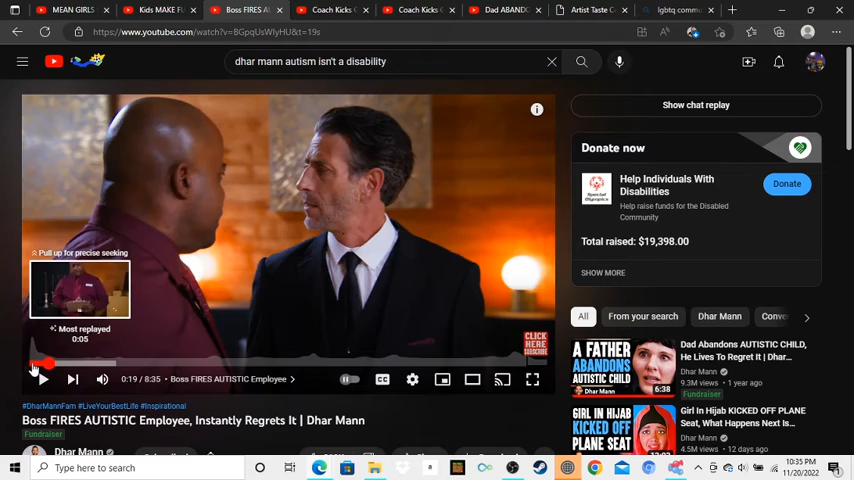 MEAN GIRLS
Kids MAKE FU
Boss FIRES A
Coach Kicks G
Coach Kicks G
Dad ABANDO
Artist Taste Co
lgbtq commu
https://www.youtube.com/watch?v=BGpqUsWIyHU&t=19s
dhar mann autism isn't a disability
Show chat replay
Donate now
Help Individuals With
Disabilities
Help raise funds for the Disabled
Community
Donate
Total raised: $19,398.00
SHOW MORE
Pull up for precise seeking
Most replayed
0:05
CLICK
HERE
SUBSCRIBE
0:19 / 8:35 • Boss FIRES AUTISTIC Employee
CC
All
From your search
Dhar Mann
Conve
#DharMannFam #LiveYourBestLife #Inspirational
Boss FIRES AUTISTIC Employee, Instantly Regrets It | Dhar Mann
Fundraiser
Dhar Mann
A FATHER
ABANDONS
AUTISTIC CHILD
Dhar Mann
6:38
Dad Abandons AUTISTIC CHILD,
He Lives To Regret It | Dhar...
Dhar Mann
9.3M views • 1 year ago
Fundraiser
GIRL IN HIJAB
KICKED OFF
PLANE SEAT
Girl In Hijab KICKED OFF PLANE
Seat, What Happens Next Is...
Dhar Mann
4.5M views • 12 days ago
Type here to search
10:35 PM
11/20/2022